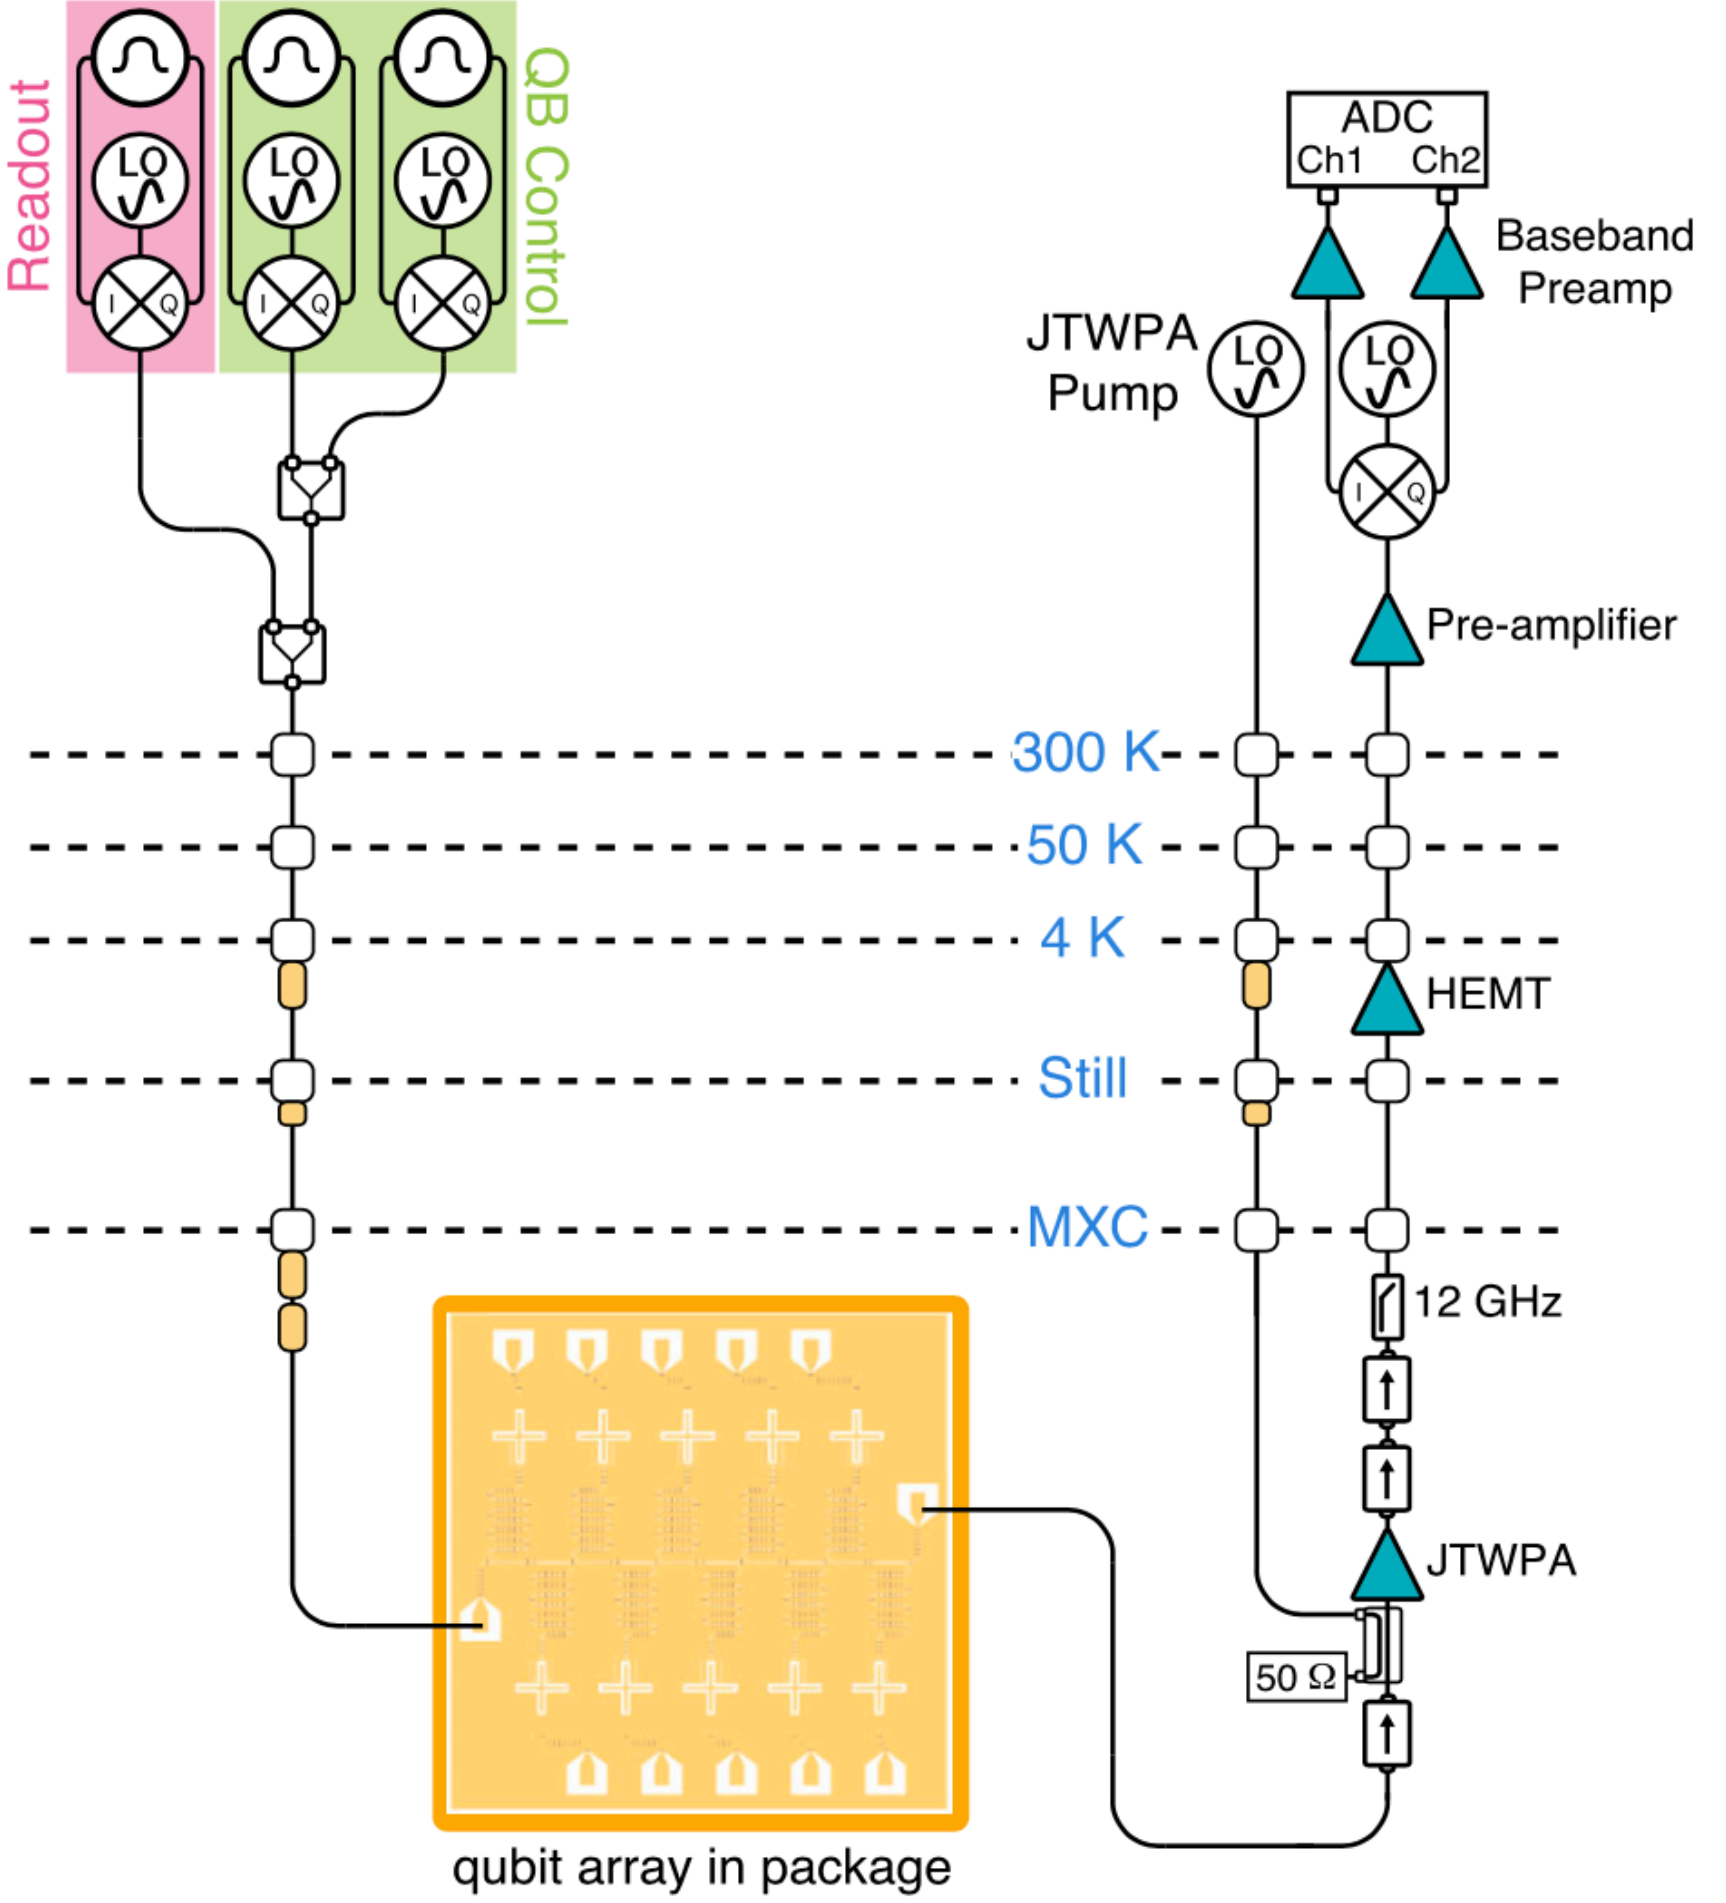 Readout
QB Control
LO
LO
LO
I Q
I Q
I Q
ADC
Ch1 Ch2
Baseband
Preamp
JTWPA
Pump
LO
LO
I Q
Pre-amplifier
300 K
50 K
4 K
HEMT
Still
MXC
12 GHz
JTWPA
50 Ω
qubit array in package